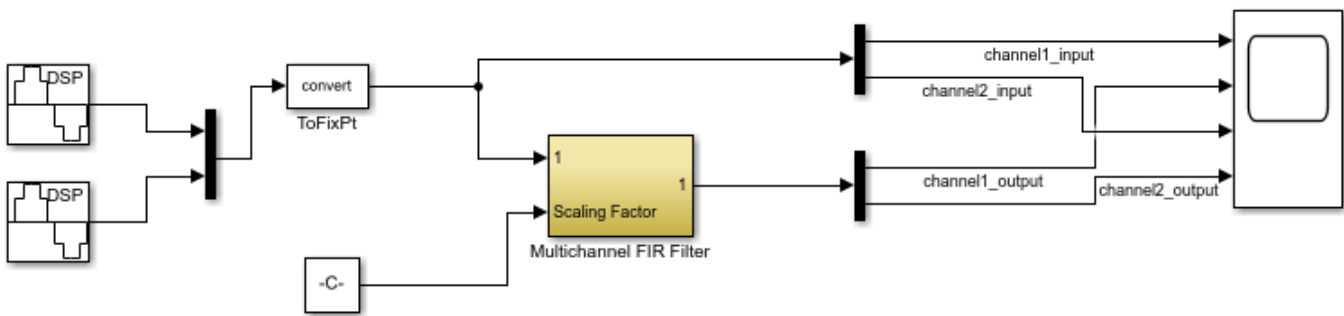 DSP
convert
ToFixPt
DSP
-C-
1
Scaling Factor
1
Multichannel FIR Filter
channel1_input
channel2_input
channel1_output
channel2_output